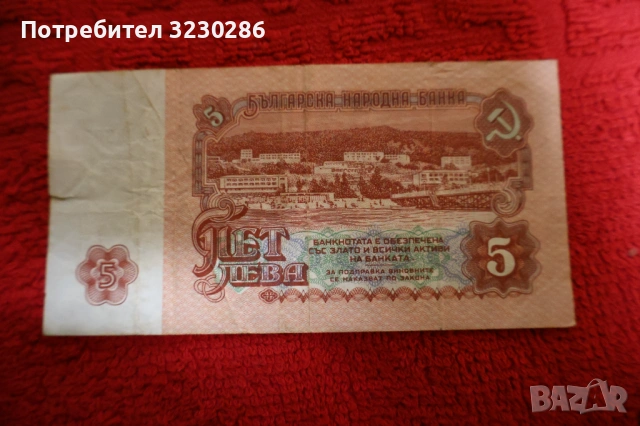 Потребител 3230286
5 БЪЛГАРСКА НАРОДНА БАНКА
ПЕТ
ЛЕВА
БАНКНОТАТА Е ОБЕЗПЕЧЕНА
СЪС ЗЛАТО И ВСИЧКИ АКТИВИ
НА БАНКАТА
ЗА ПОДПРАВКА ВИНОВНИТЕ
СЕ НАКАЗВАТ ПО ЗАКОНА
5
5
BAZAR